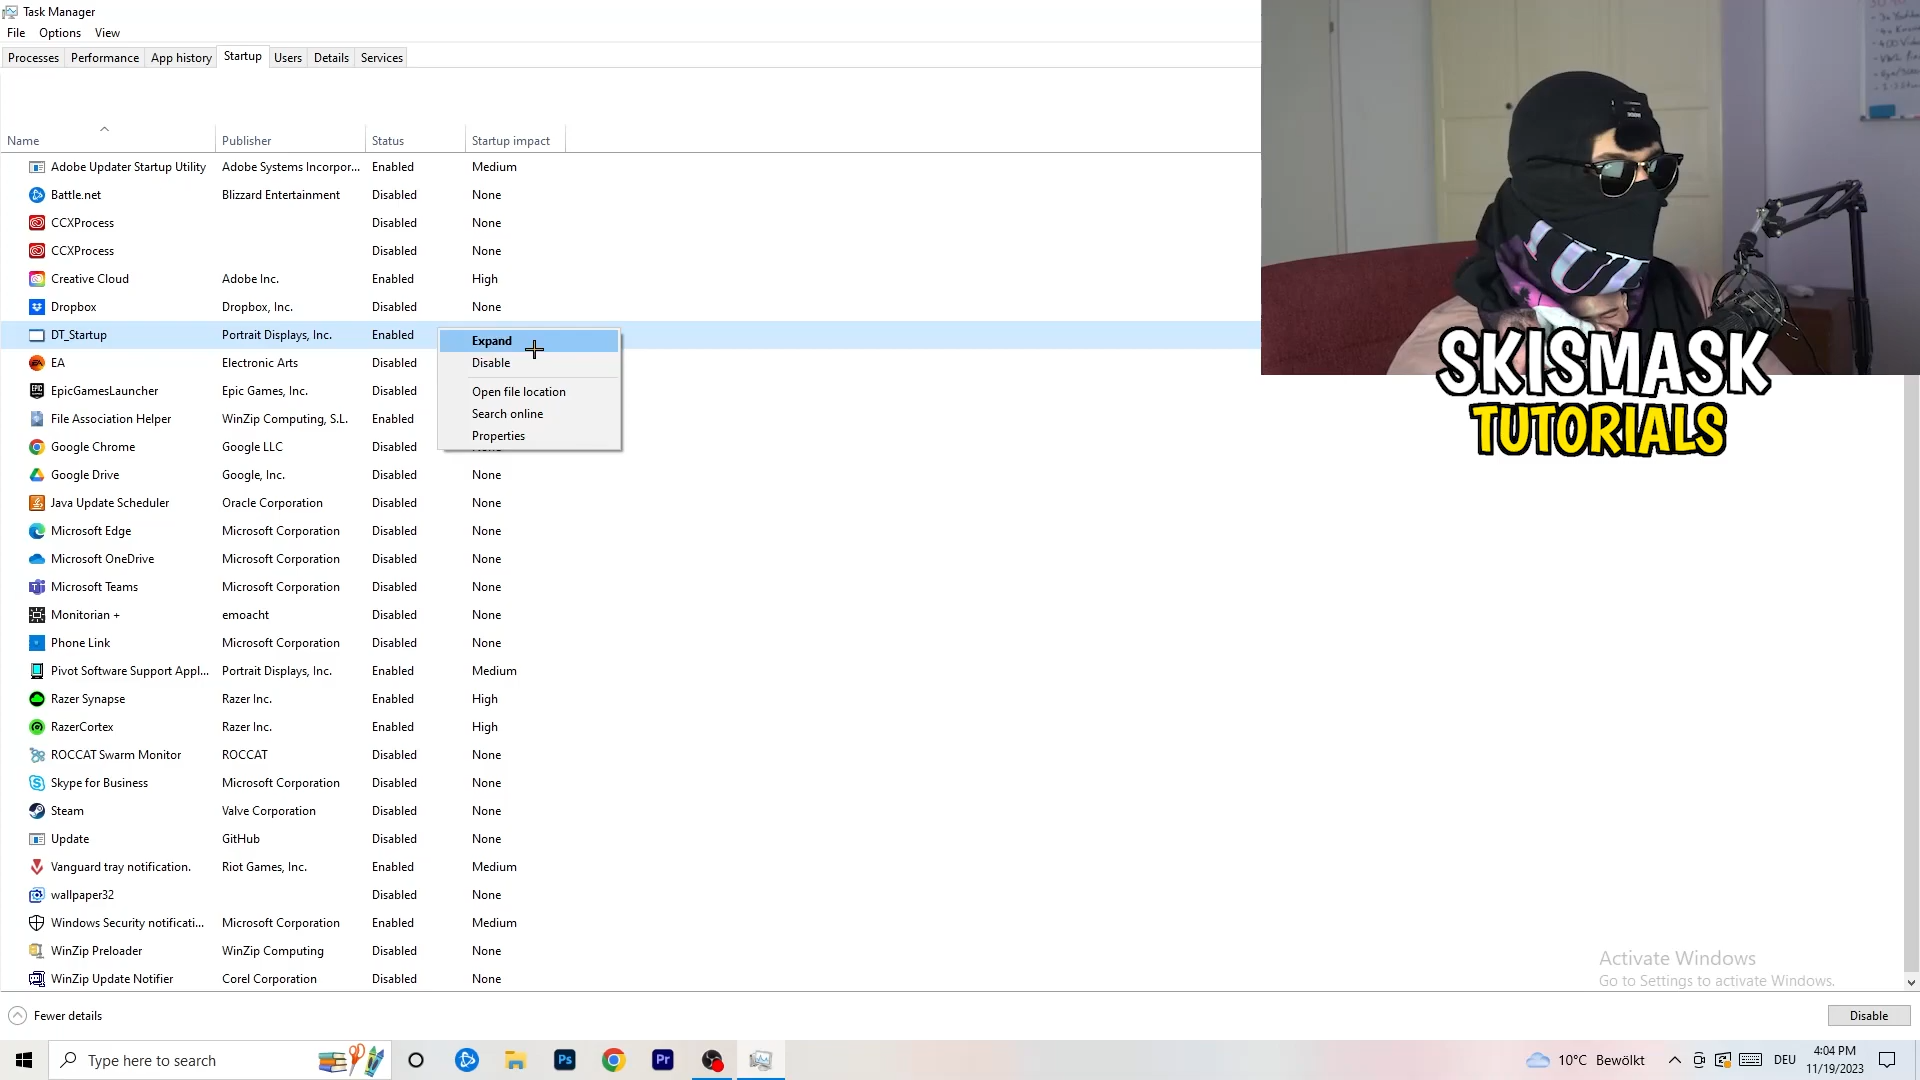 Task Manager
File Options View
Processes Performance App history Startup Users Details Services
Name Publisher Status Startup impact
Adobe Updater Startup Utility Adobe Systems Incorpor... Enabled Medium
Battle.net Blizzard Entertainment Disabled None
CCXProcess Disabled None
CCXProcess Disabled None
Creative Cloud Adobe Inc. Enabled High
Dropbox Dropbox, Inc. Disabled None
DT_Startup Portrait Displays, Inc. Enabled
Expand
EA Electronic Arts Disabled
Disable
EpicGamesLauncher Epic Games, Inc. Disabled
Open file location
File Association Helper WinZip Computing, S.L. Enabled
Search online
Properties
Google Chrome Google LLC Disabled
Google Drive Google, Inc. Disabled None
Java Update Scheduler Oracle Corporation Disabled None
Microsoft Edge Microsoft Corporation Disabled None
Microsoft OneDrive Microsoft Corporation Disabled None
Microsoft Teams Microsoft Corporation Disabled None
Monitorian + emoacht Disabled None
Phone Link Microsoft Corporation Disabled None
Pivot Software Support Appl... Portrait Displays, Inc. Enabled Medium
Razer Synapse Razer Inc. Enabled High
RazerCortex Razer Inc. Enabled High
ROCCAT Swarm Monitor ROCCAT Disabled None
Skype for Business Microsoft Corporation Disabled None
Steam Valve Corporation Disabled None
Update GitHub Disabled None
Vanguard tray notification. Riot Games, Inc. Enabled Medium
wallpaper32 Disabled None
Windows Security notificati... Microsoft Corporation Enabled Medium
WinZip Preloader WinZip Computing Disabled None
WinZip Update Notifier Corel Corporation Disabled None
SKISMASK
TUTORIALS
Activate Windows
Go to Settings to activate Windows.
Fewer details
Disable
Type here to search
Ps
Pr
10°C Bewölkt
DEU
4:04 PM
11/19/2023